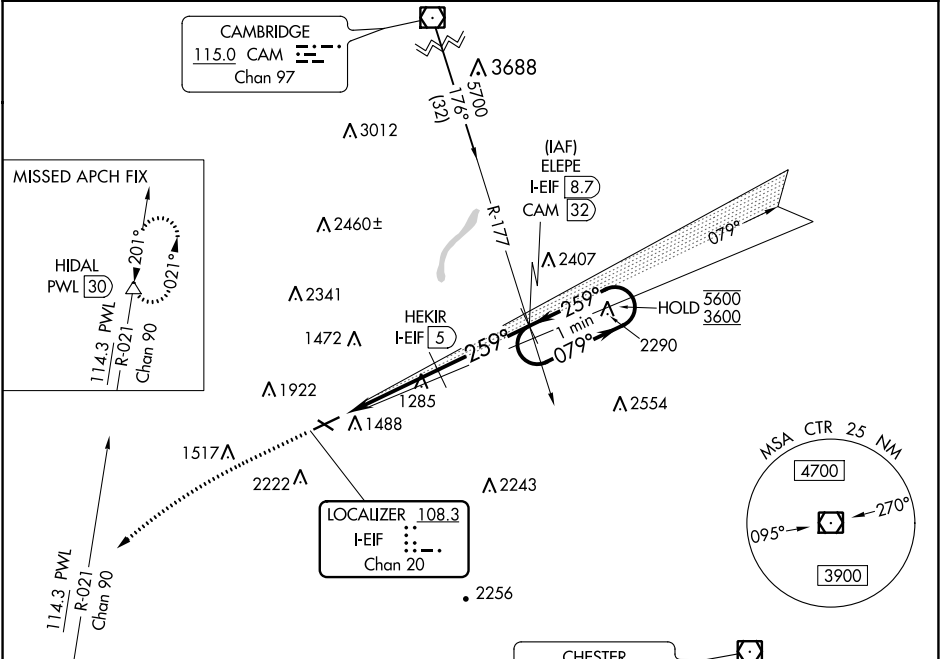 CAMBRIDGE
115.0 CAM
Chan 97
3688
5700
176°
(32)
3012
(IAF)
ELEPE
I-EIF 8.7
CAM 32
MISSED APCH FIX
201°
021°
HIDAL
PWL 30
114.3 PWL
R-021
Chan 90
2460±
R-177
079°
2407
2341
HEKIR
I-EIF 5
1472
259°
259°
1 min
079°
HOLD 5600
3600
2290
1922
1285
1488
2554
1517
2222
2243
LOCALIZER 108.3
I-EIF
Chan 20
2256
MSA CTR 25 NM
4700
095°
270°
3900
114.3 PWL
R-021
Chan 90
CHESTER